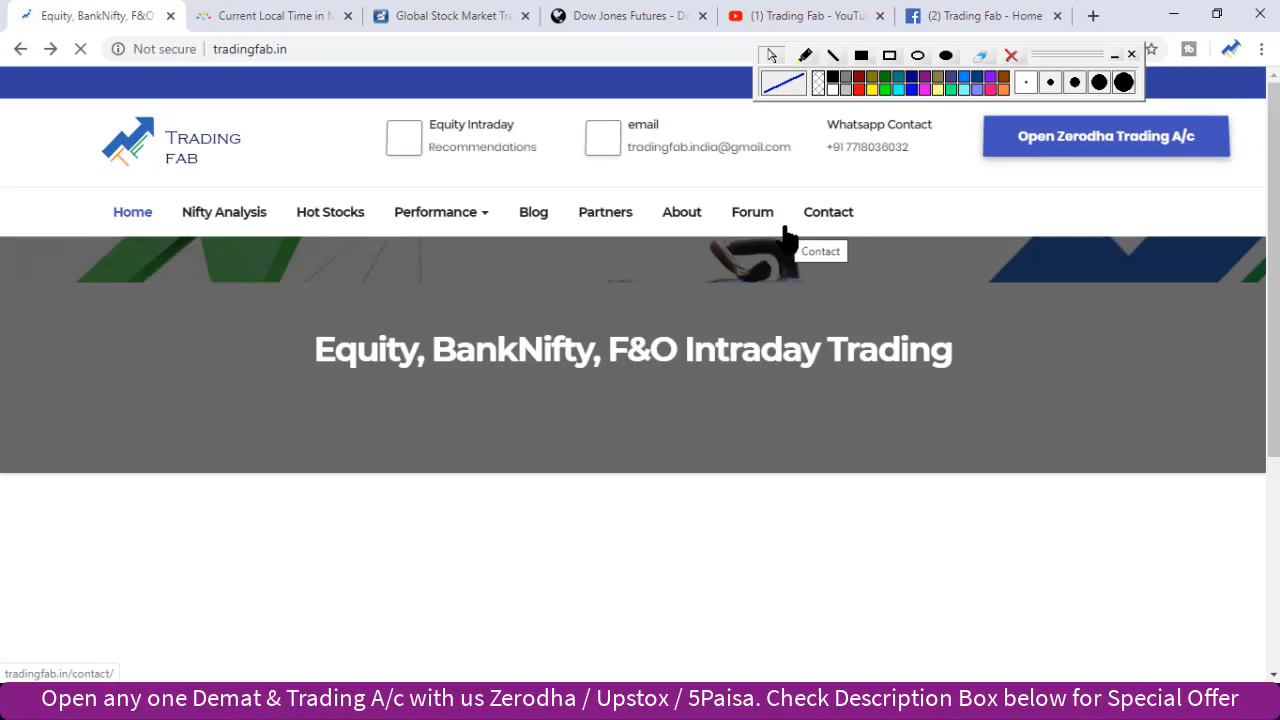 Equity, BankNifty, F&O
Current Local Time in N
Global Stock Market Tra
Dow Jones Futures - Do
(1) Trading Fab - YouTu
(2) Trading Fab - Home
Not secure
tradingfab.in
TRADING
FAB
Equity Intraday
Recommendations
email
tradingfab.india@gmail.com
Whatsapp Contact
+91 7718036032
Open Zerodha Trading A/c
Home
Nifty Analysis
Hot Stocks
Performance
Blog
Partners
About
Forum
Contact
Contact
Equity, BankNifty, F&O Intraday Trading
tradingfab.in/contact/
Open any one Demat & Trading A/c with us Zerodha / Upstox / 5Paisa. Check Description Box below for Special Offer